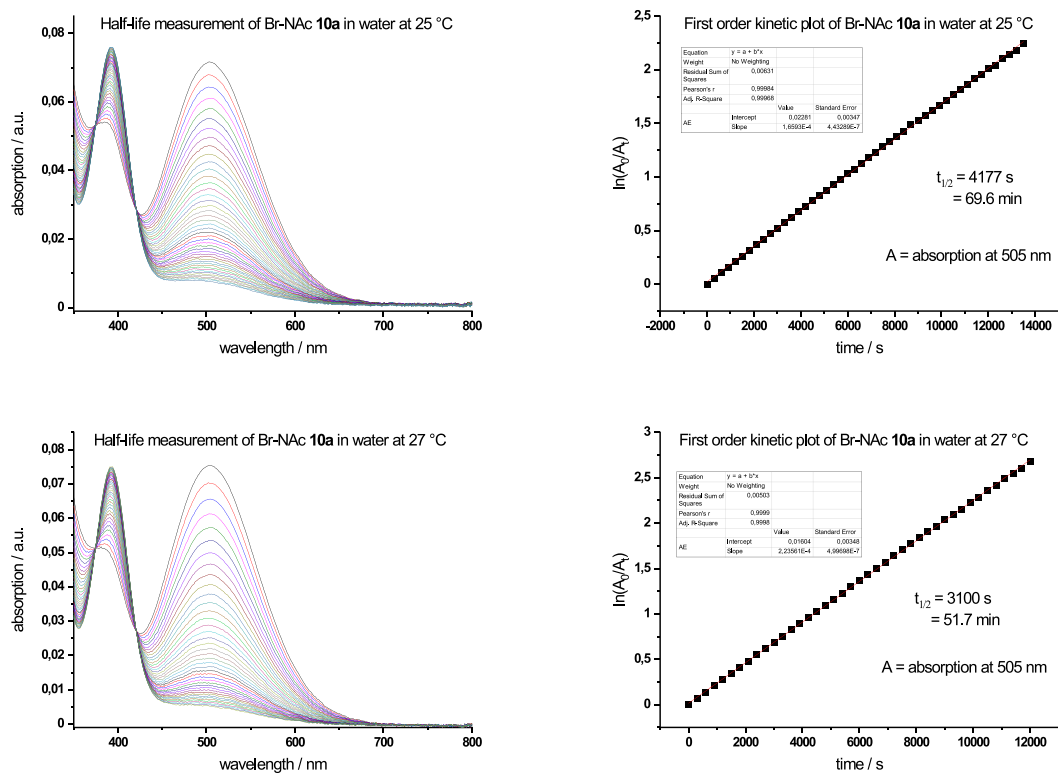 Half-life measurement of Br-NAc 10a in water at 25 °C
0,08
0,06
0,04
0,02
0
absorption / a.u.
400 500 600 700 800
wavelength / nm
First order kinetic plot of Br-NAc 10a in water at 25 °C
2,5
2,0
1,5
1,0
0,5
0
ln(A0/At)
Equation y = a + b*x
Weight No Weighting
Residual Sum of Squares 0,00631
Pearson's r 0,99984
Adj. R-Square 0,99968
Value Standard Error
AE Intercept 0,02281 0,00347
Slope 1,6593E-4 4,43289E-7
t1/2 = 4177 s
= 69.6 min
A = absorption at 505 nm
-2000 0 2000 4000 6000 8000 10000 12000 14000
time / s
Half-life measurement of Br-NAc 10a in water at 27 °C
0,08
0,07
0,06
0,05
0,04
0,03
0,02
0,01
0
absorption / a.u.
400 500 600 700 800
wavelength / nm
First order kinetic plot of Br-NAc 10a in water at 27 °C
3
2,5
2,0
1,5
1,0
0,5
0
ln(A0/At)
Equation y = a + b*x
Weight No Weighting
Residual Sum of Squares 0,00503
Pearson's r 0,9999
Adj. R-Square 0,9998
Value Standard Error
AE Intercept 0,01604 0,00348
Slope 2,23561E-4 4,99698E-7
t1/2 = 3100 s
= 51.7 min
A = absorption at 505 nm
0 2000 4000 6000 8000 10000 12000
time / s